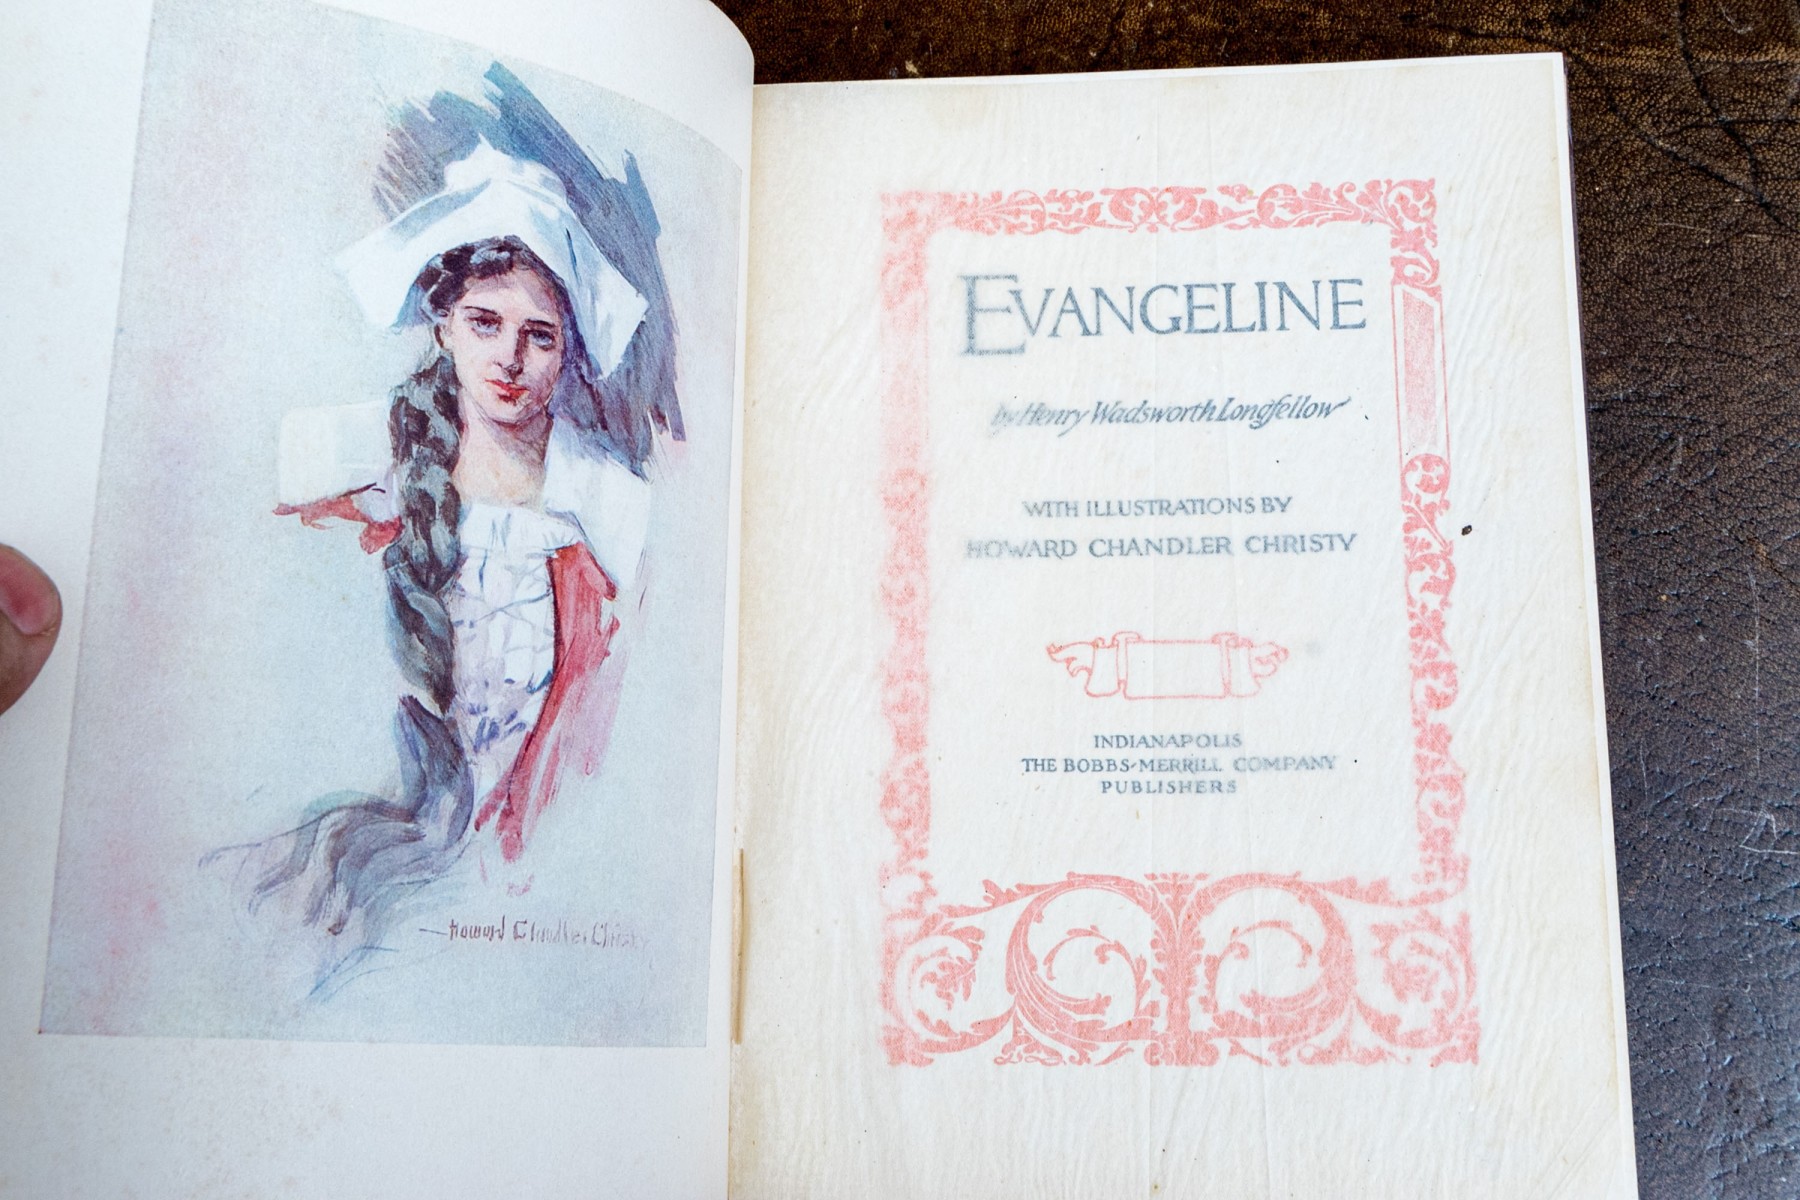 Howard Chandler Christy
EVANGELINE
by Henry Wadsworth Longfellow
WITH ILLUSTRATIONS BY
HOWARD CHANDLER CHRISTY
INDIANAPOLIS
THE BOBBS-MERRILL COMPANY
PUBLISHERS